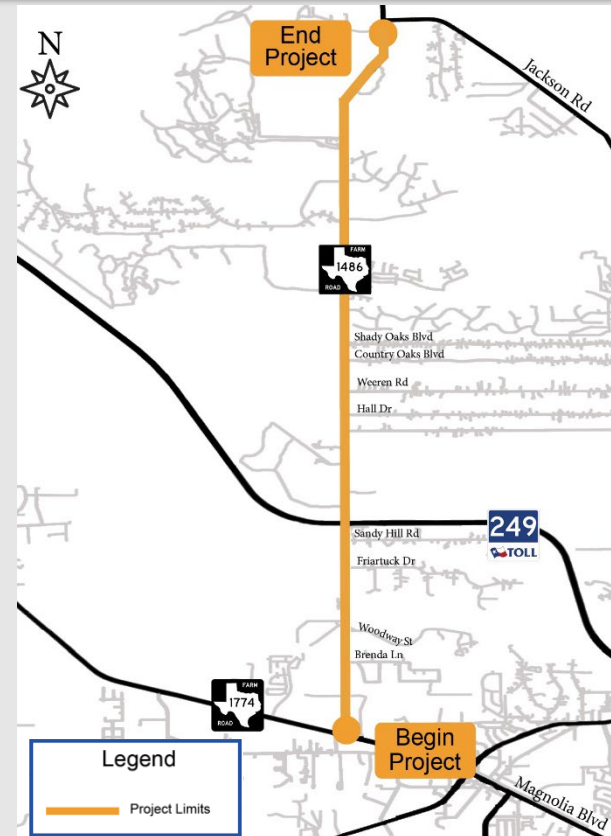 End
Project
N
Jackson Rd
FARM
1486
ROAD
Shady Oaks Blvd
Country Oaks Blvd
Weeren Rd
Hall Dr
249
TOLL
Sandy Hill Rd
Friartuck Dr
Woodway St
Brenda Ln
FARM
1774
ROAD
Begin
Project
Magnolia Blvd
Legend
Project Limits